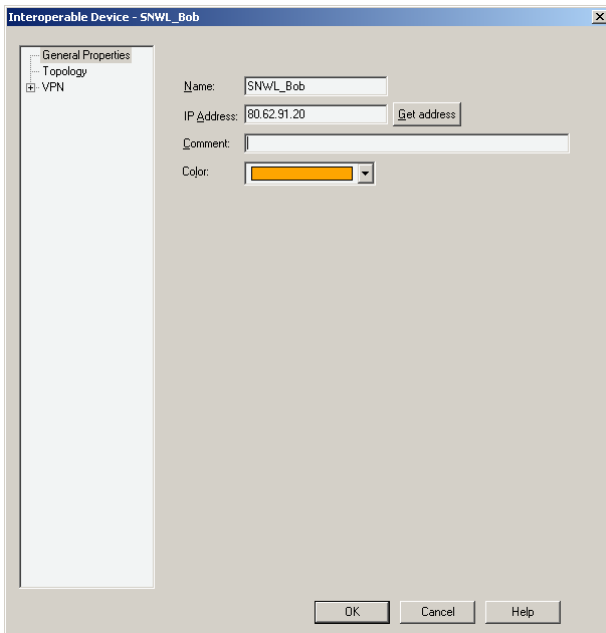 Interoperable Device - SNWL_Bob
General Properties
Topology
VPN
Name: SNWL_Bob
IP Address: 80.62.91.20 Get address
Comment:
Color:
OK Cancel Help